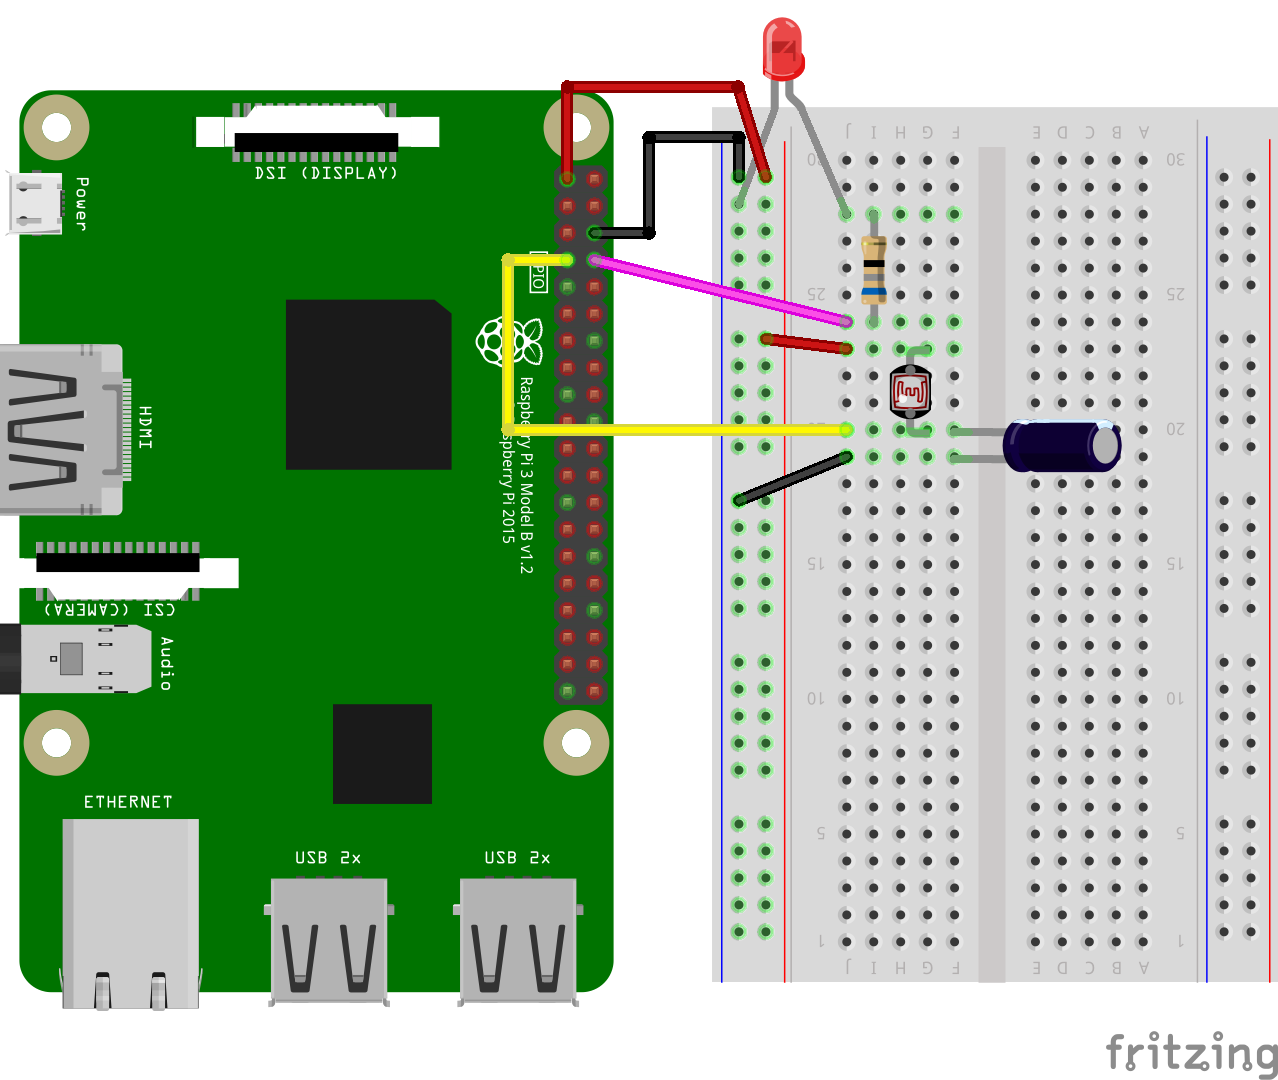 DSI (DISPLAY)
Power
GPIO
HDMI
Raspberry Pi 3 Model B v1.2
Raspberry Pi 2015
CSI (CAMERA)
Audio
ETHERNET
USB 2x
USB 2x
J I H G F E D C B A
30 30
25 25
20 20
15 15
10 10
5 5
1 1
J I H G F E D C B A
fritzing